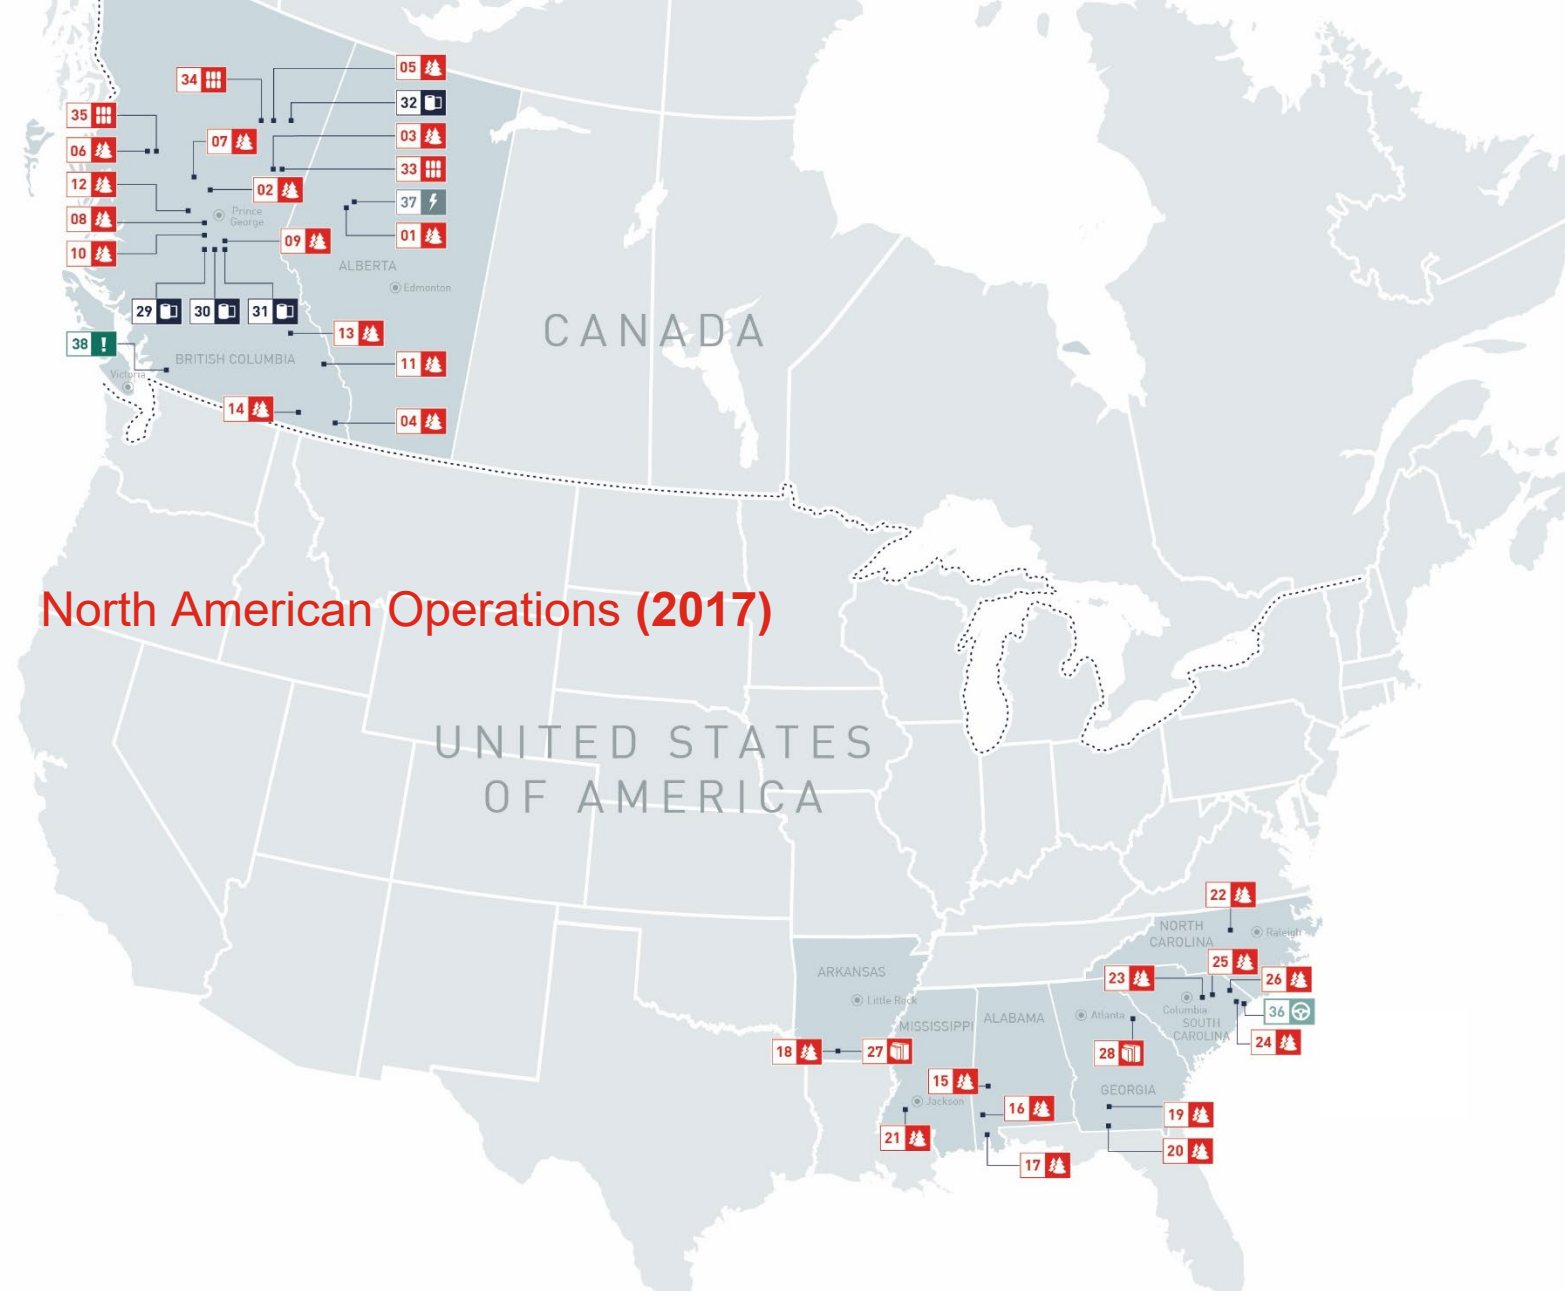 34
05
32
35
07
03
06
33
12
02
37
08
Prince
George
01
09
10
ALBERTA
Edmonton
29
30
31
CANADA
13
38
BRITISH COLUMBIA
11
Victoria
14
04
North American Operations (2017)
UNITED STATES
OF AMERICA
22
NORTH
CAROLINA
Raleigh
25
ARKANSAS
23
26
Little Rock
Columbia
36
Atlanta
ALABAMA
SOUTH
CAROLINA
MISSISSIPPI
24
18
27
28
15
GEORGIA
Jackson
16
19
21
20
17